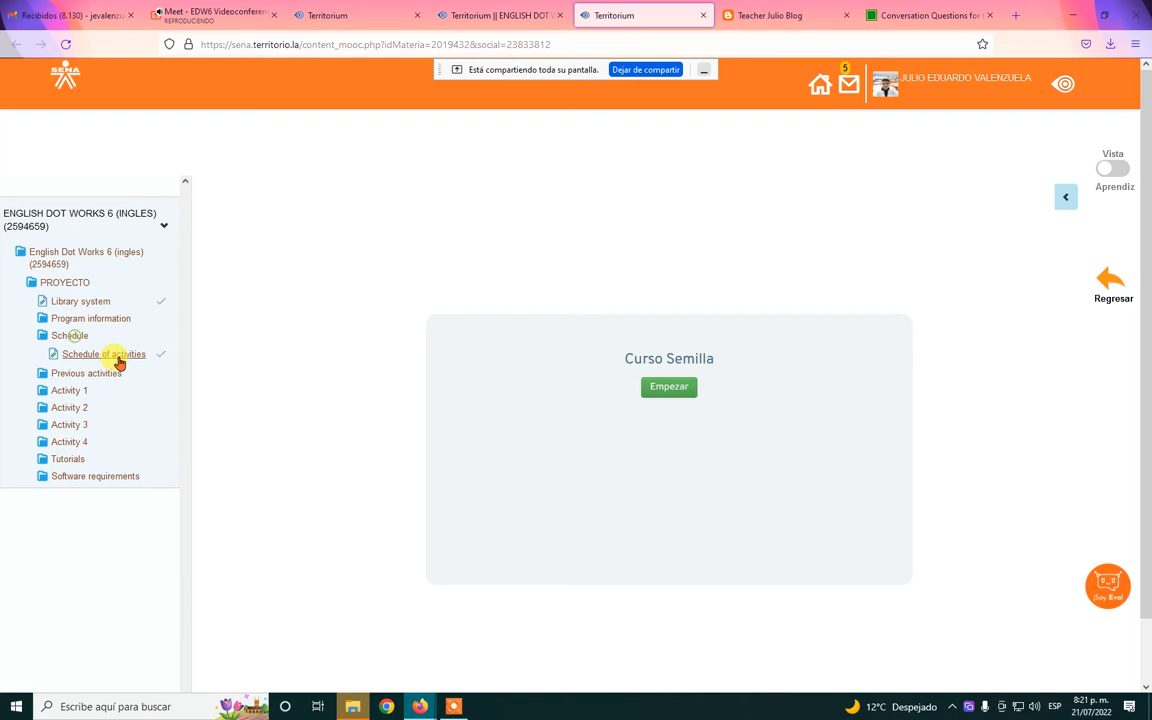 Recibidos (8.130) - jevalenzu
Meet - EDW6 Videoconferen
REPRODUCIENDO
Territorium
Territorium || ENGLISH DOT W
Territorium
Teacher Julio Blog
Conversation Questions for
https://sena.territorio.la/content_mooc.php?idMateria=2019432&social=23833812
Está compartiendo toda su pantalla.
Dejar de compartir
SENA
5
JULIO EDUARDO VALENZUELA
Vista
Aprendiz
ENGLISH DOT WORKS 6 (INGLES)
(2594659)
English Dot Works 6 (ingles)
(2594659)
PROYECTO
Library system
Program information
Schedule
Schedule of activities
Previous activities
Activity 1
Activity 2
Activity 3
Activity 4
Tutorials
Software requirements
Regresar
Curso Semilla
Empezar
¡Soy Evo!
Escribe aquí para buscar
12°C Despejado
ESP
8:21 p. m.
21/07/2022